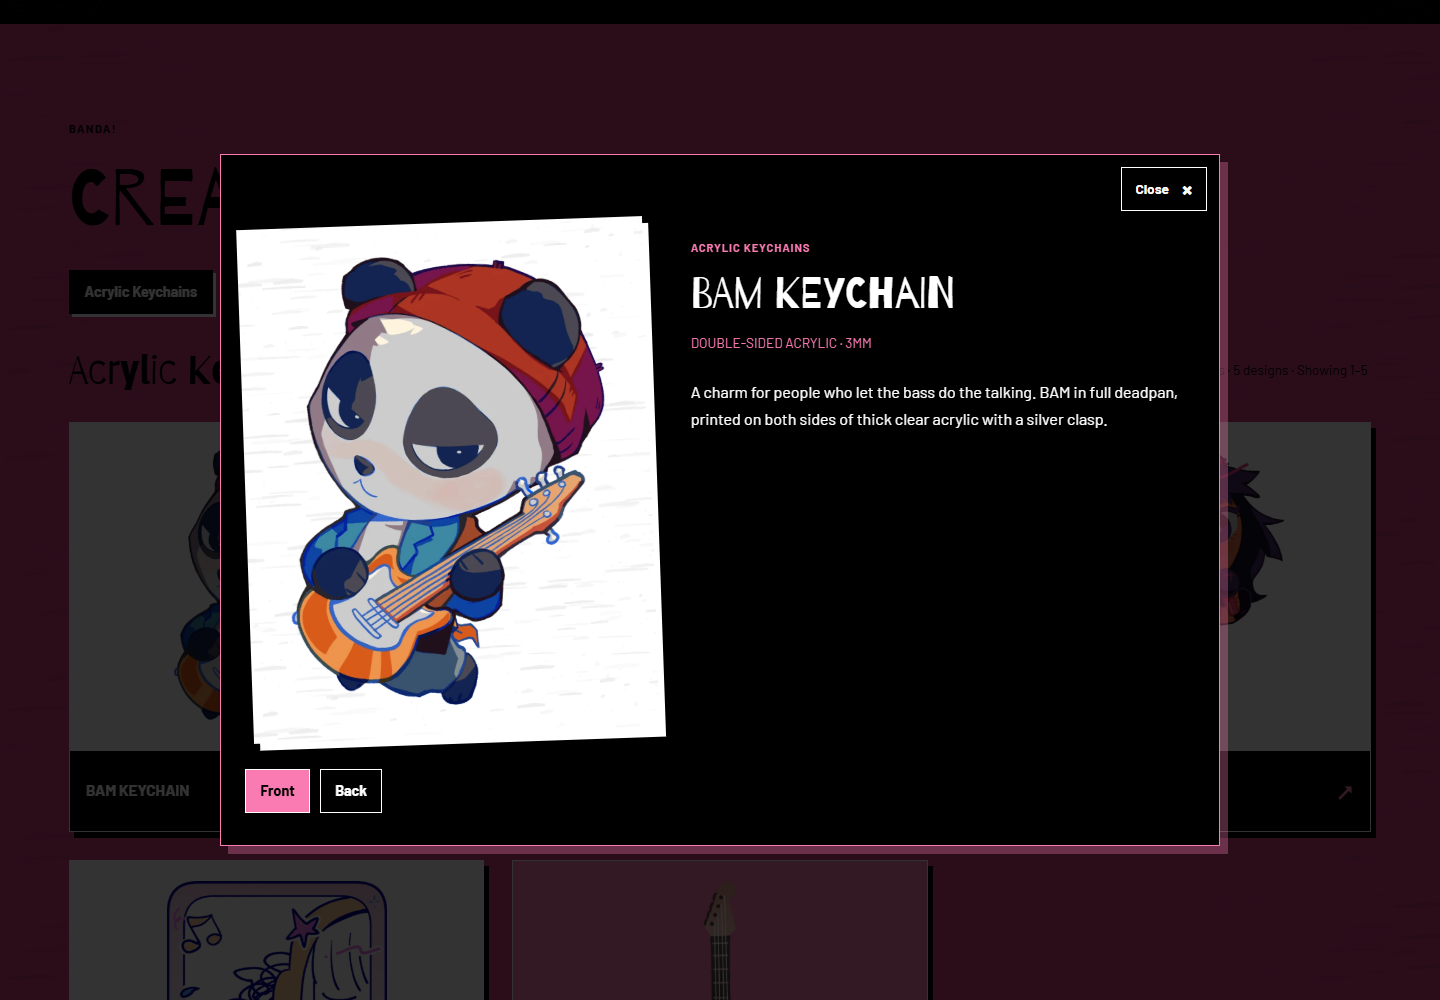 BANDA!
CREA
Acrylic Keychains
Acrylic Ke
5 designs · Showing 1–5
Close ✖
ACRYLIC KEYCHAINS
BAM KEYCHAIN
DOUBLE-SIDED ACRYLIC · 3MM
A charm for people who let the bass do the talking. BAM in full deadpan,
printed on both sides of thick clear acrylic with a silver clasp.
Front
Back
BAM KEYCHAIN